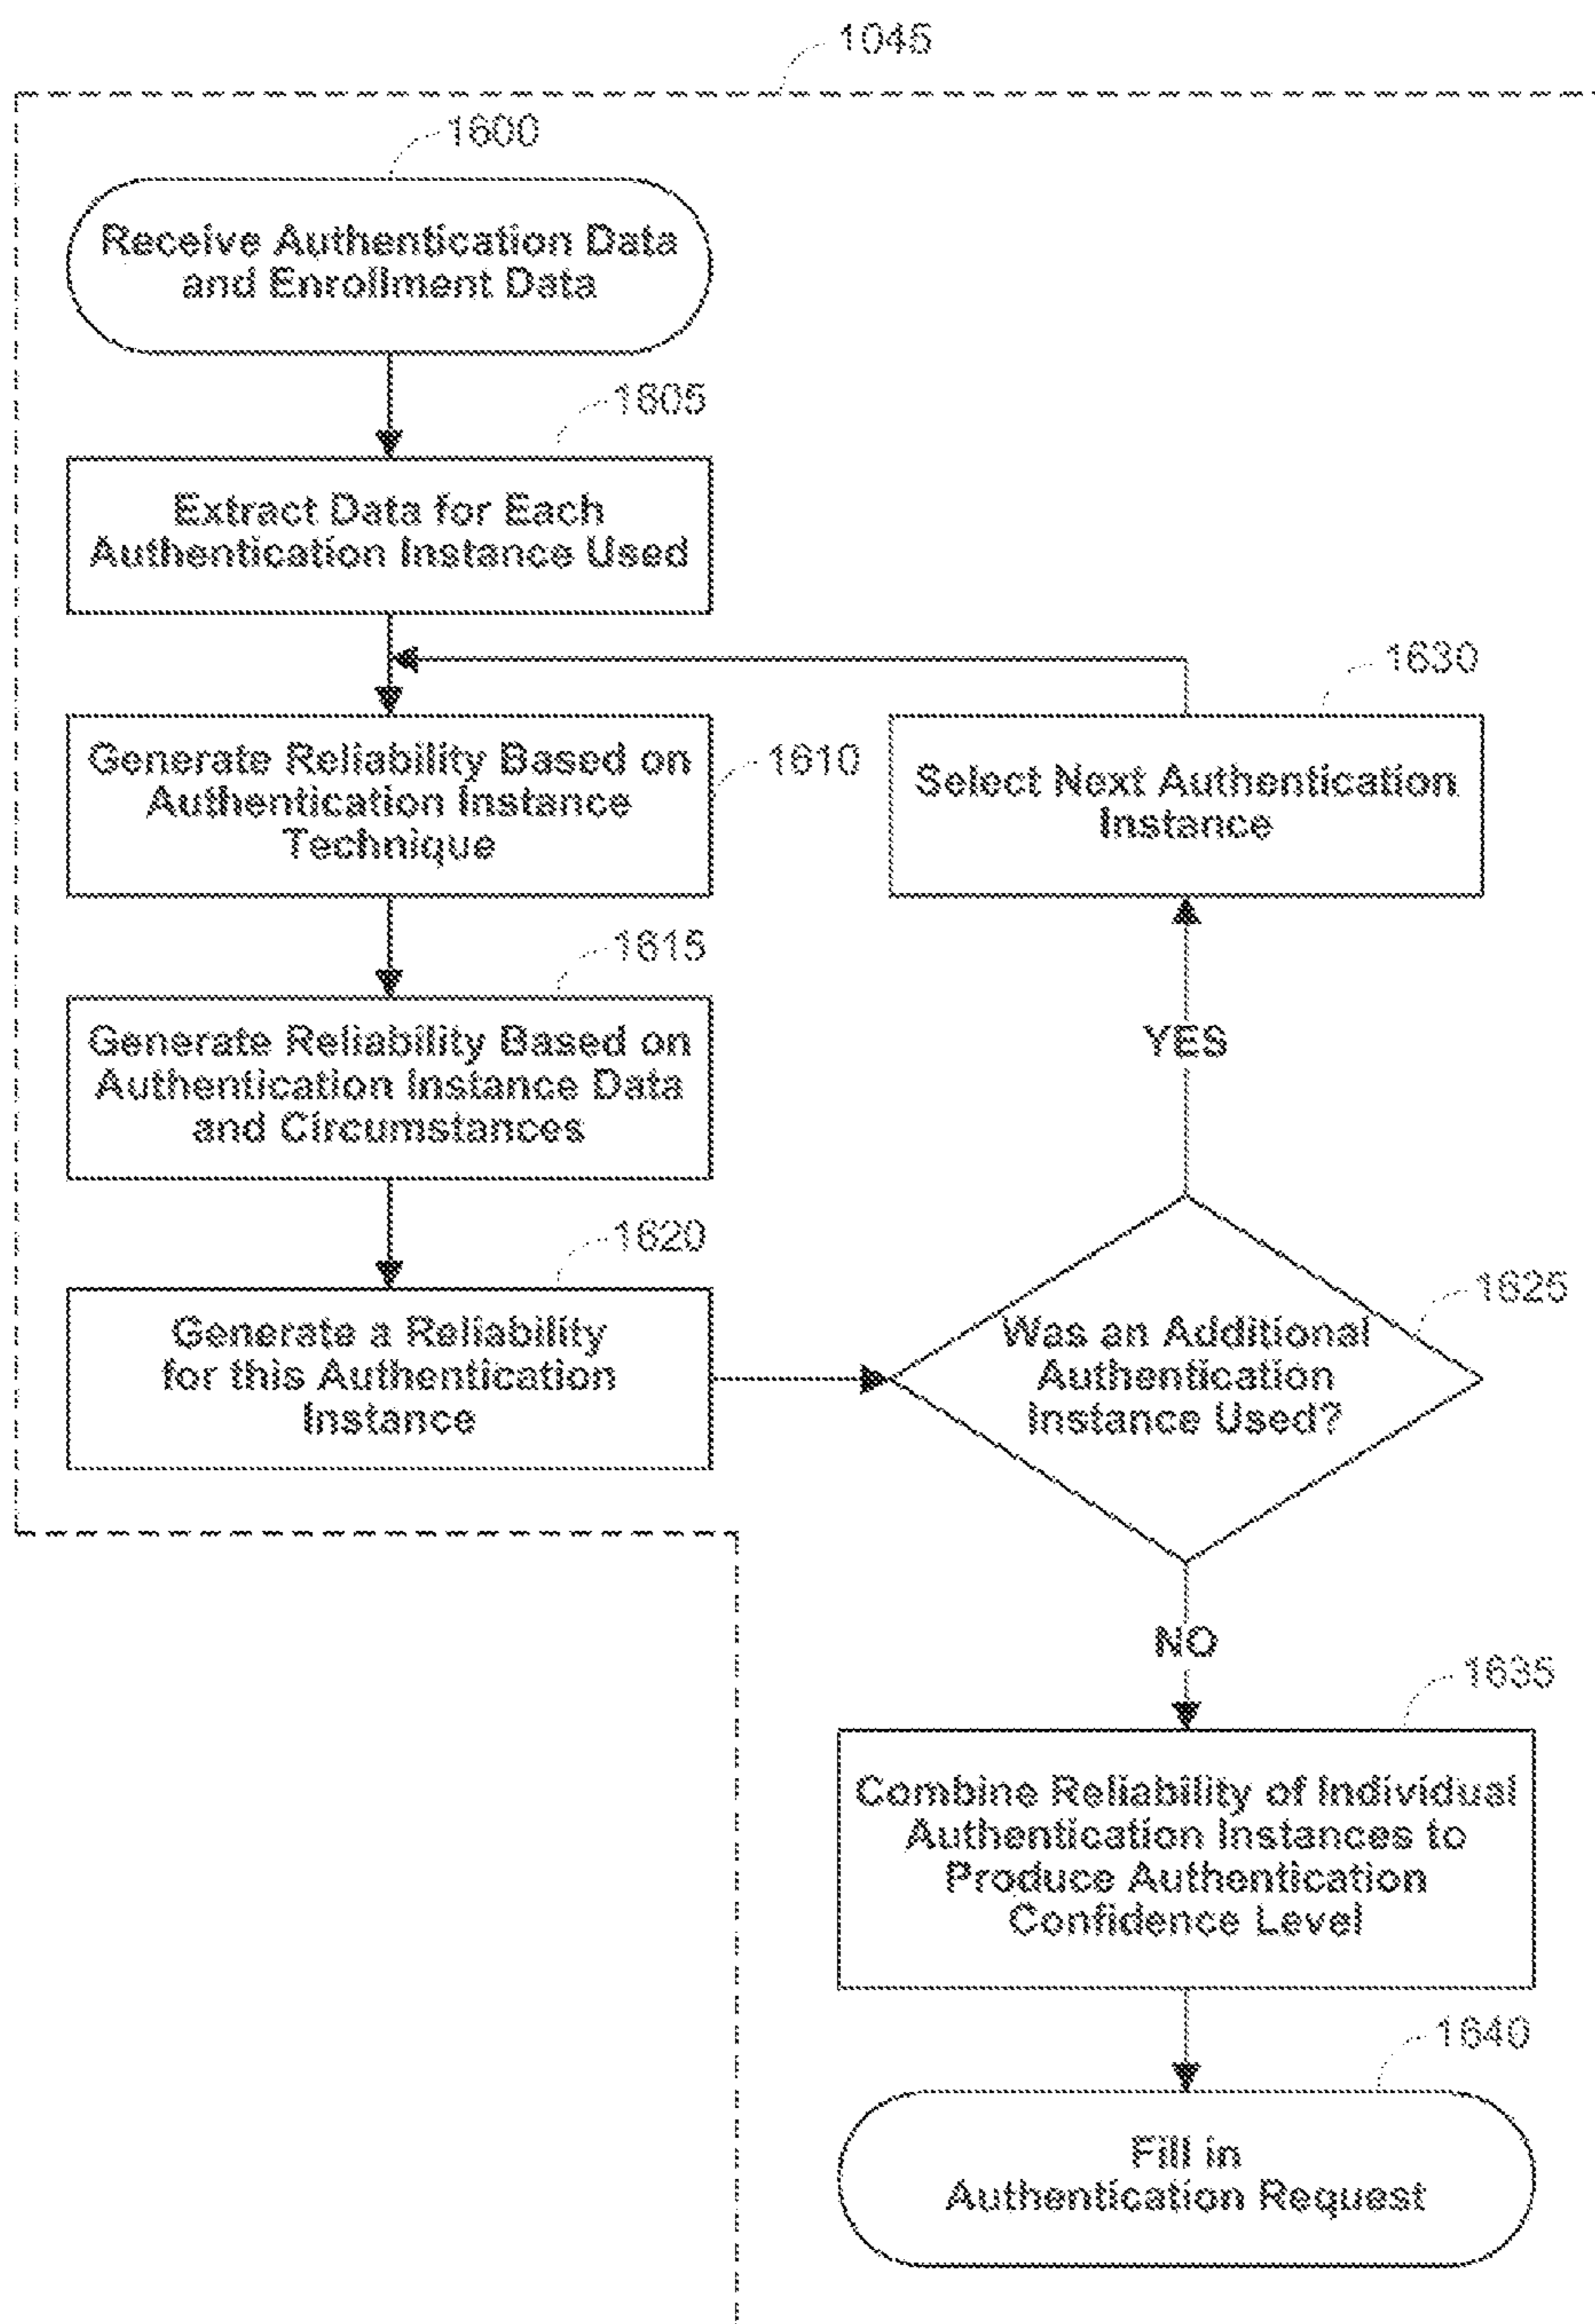 1045
1600
Receive Authentication Data
and Enrollment Data
1605
Extract Data for Each
Authentication Instance Used
1630
Generate Reliability Based on
Authentication Instance
Technique
1610
Select Next Authentication
Instance
1615
Generate Reliability Based on
Authentication Instance Data
and Circumstances
YES
1620
Generate a Reliability
for this Authentication
Instance
1625
Was an Additional
Authentication
Instance Used?
NO
1635
Combine Reliability of Individual
Authentication Instances to
Produce Authentication
Confidence Level
1640
Fill in
Authentication Request